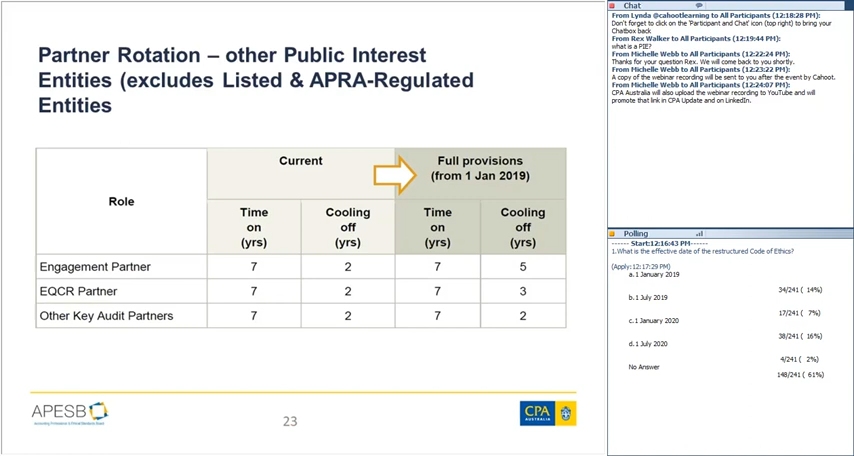 Partner Rotation – other Public Interest
Entities (excludes Listed & APRA-Regulated
Entities
Role
Current
Full provisions
(from 1 Jan 2019)
Time
on
(yrs)
Cooling
off
(yrs)
Time
on
(yrs)
Cooling
off
(yrs)
Engagement Partner 7 2 7 5
EQCR Partner 7 2 7 3
Other Key Audit Partners 7 2 7 2
APESB
23
CPA
AUSTRALIA
Chat
From Lynda @cahootlearning to All Participants (12:18:28 PM):
Don't forget to click on the 'Participant and Chat' icon (top right) to bring your
Chatbox back
From Rex Walker to All Participants (12:19:44 PM):
what is a PIE?
From Michelle Webb to All Participants (12:22:24 PM):
Thanks for your question Rex. We will come back to you shortly.
From Michelle Webb to All Participants (12:23:22 PM):
A copy of the webinar recording will be sent to you after the event by Cahoot.
From Michelle Webb to All Participants (12:24:07 PM):
CPA Australia will also upload the webinar recording to YouTube and will
promote that link in CPA Update and on LinkedIn.
Polling
------ Start:12:16:43 PM------
1.What is the effective date of the restructured Code of Ethics?
(Apply:12:17:29 PM)
a.1 January 2019
34/241 ( 14%)
b.1 July 2019
17/241 ( 7%)
c.1 January 2020
38/241 ( 16%)
d.1 July 2020
4/241 ( 2%)
No Answer
148/241 ( 61%)